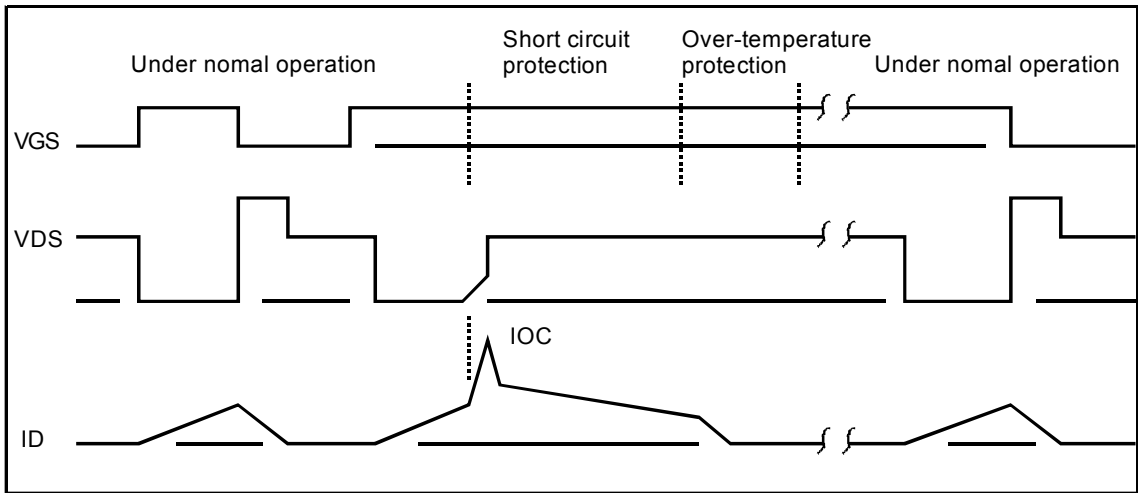 Under nomal operation
Short circuit
protection
Over-temperature
protection
Under nomal operation
VGS
VDS
IOC
ID